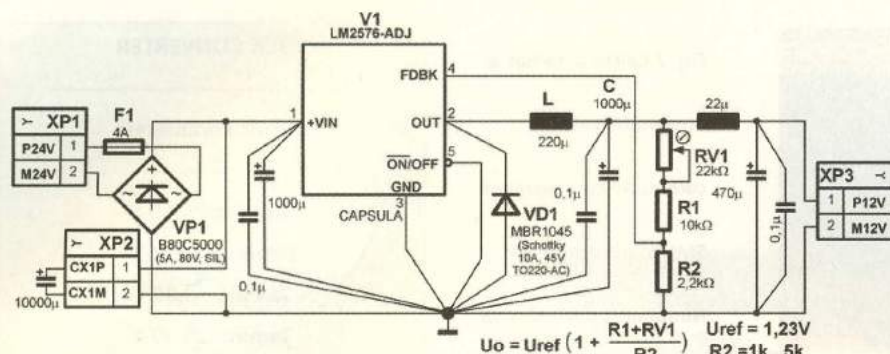 V1
LM2576-ADJ
FDBK
4
1
+VIN
OUT
2
5
ON/OFF
GND
3
CAPSULA
XP1
P24V
1
M24V
2
F1
4A
VP1
B80C5000
(5A, 80V, SIL)
XP2
CX1P
1
CX1M
2
10000µ
0,1µ
1000µ
L
220µ
C
1000µ
0,1µ
VD1
MBR1045
(Schottky
10A, 45V
TO220-AC)
RV1
22kΩ
R1
10kΩ
R2
2,2kΩ
22µ
470µ
0,1µ
XP3
1
P12V
2
M12V
Uo = Uref (1 + R1+RV1 / R2)
Uref = 1,23V
R2 =1k...5k